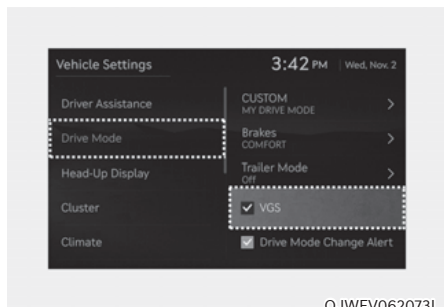 Vehicle Settings
3:42 PM | Wed, Nov. 2
Driver Assistance
Drive Mode
Head-Up Display
Cluster
Climate
CUSTOM
MY DRIVE MODE
Brakes
COMFORT
Trailer Mode
Off
VGS
Drive Mode Change Alert
OJWEV062073L